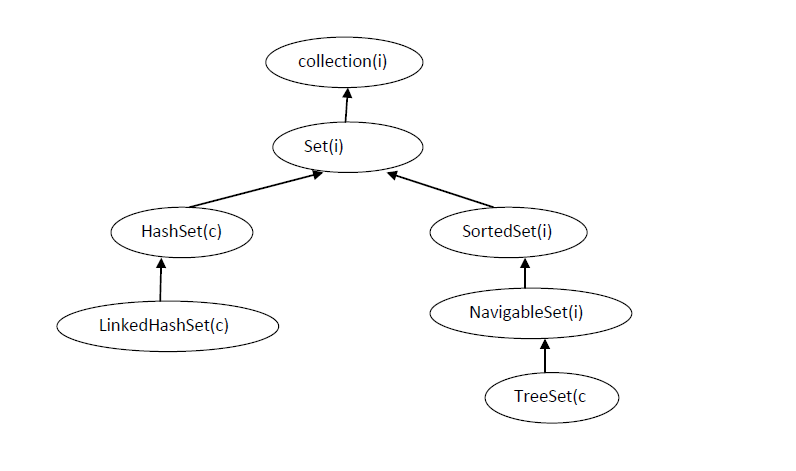 collection(i)
Set(i)
HashSet(c)
SortedSet(i)
LinkedHashSet(c)
NavigableSet(i)
TreeSet(c